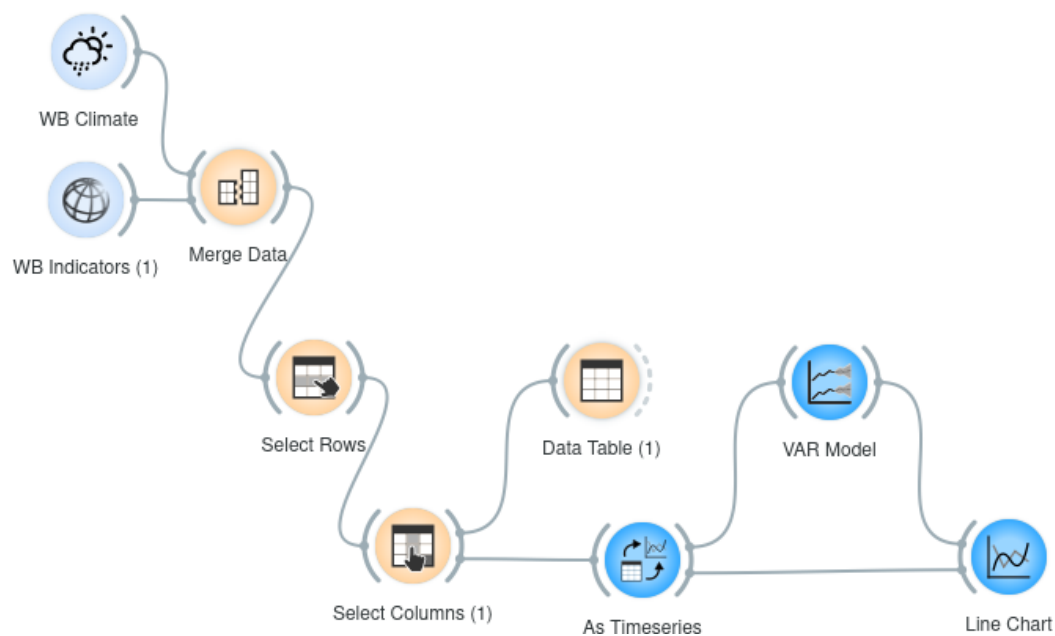 WB Climate
WB Indicators (1)
Merge Data
Select Rows
Data Table (1)
VAR Model
Select Columns (1)
As Timeseries
Line Chart